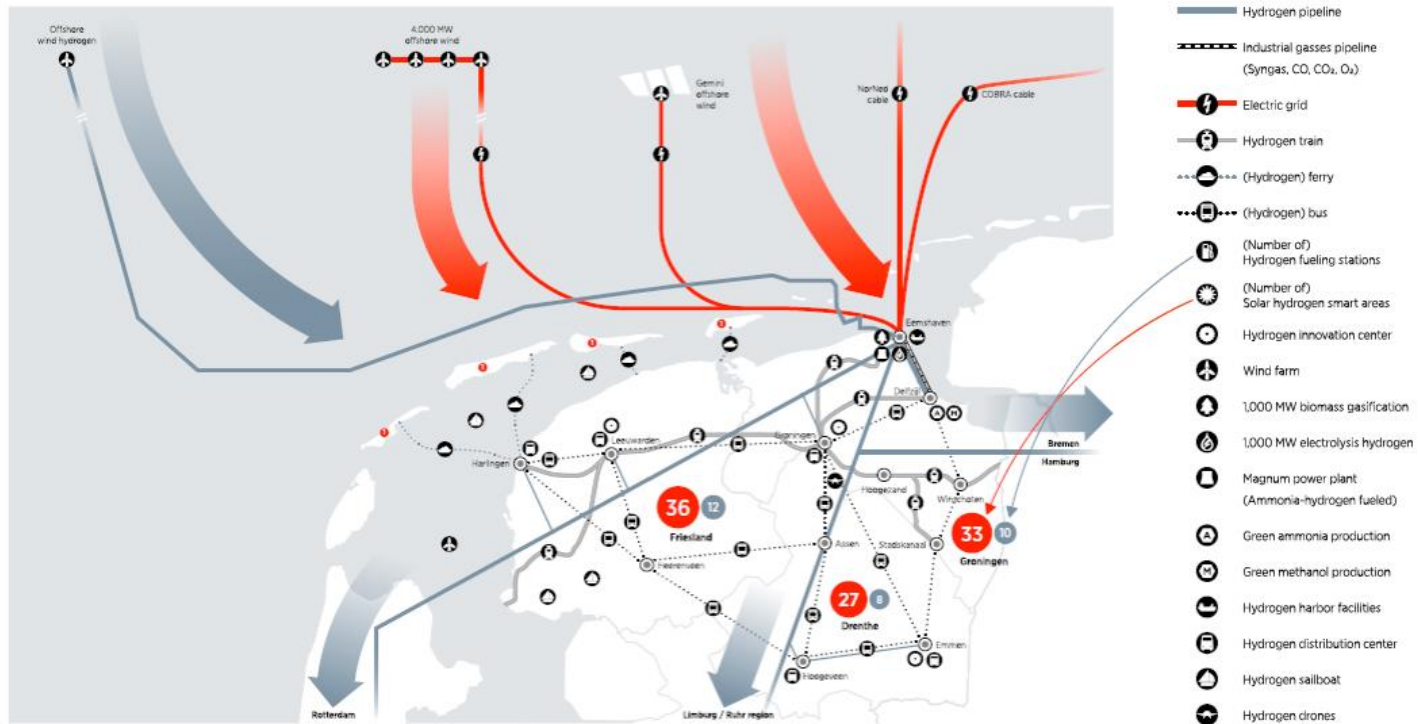 Offshore
wind hydrogen
4.000 MW
offshore wind
Gemini
offshore
wind
NorNed
cable
COBRA cable
Eemshaven
Delfzijl
Bremen
Hamburg
Groningen
Leeuwarden
Harlingen
Hoogezand
Winschoten
36
12
Friesland
33
10
Groningen
Stadskanaal
Assen
Heerenveen
27
8
Drenthe
Emmen
Hoogeveen
Rotterdam
Limburg / Ruhr region
1
1
1
1
A
M
Hydrogen pipeline
Industrial gasses pipeline
(Syngas, CO, CO₂, O₂)
Electric grid
Hydrogen train
(Hydrogen) ferry
(Hydrogen) bus
(Number of)
Hydrogen fueling stations
(Number of)
Solar hydrogen smart areas
Hydrogen innovation center
Wind farm
1,000 MW biomass gasification
1,000 MW electrolysis hydrogen
Magnum power plant
(Ammonia-hydrogen fueled)
A
Green ammonia production
M
Green methanol production
Hydrogen harbor facilities
Hydrogen distribution center
Hydrogen sailboat
Hydrogen drones